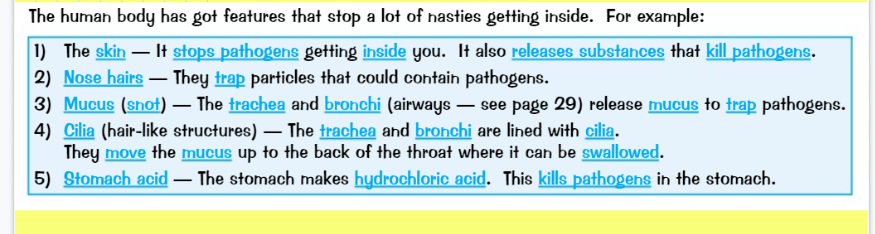 The human body has got features that stop a lot of nasties getting inside.  For example:
1)  The skin — It stops pathogens getting inside you.  It also releases substances that kill pathogens.
2)  Nose hairs — They trap particles that could contain pathogens.
3)  Mucus (snot) — The trachea and bronchi (airways — see page 29) release mucus to trap pathogens.
4)  Cilia (hair-like structures) — The trachea and bronchi are lined with cilia.
They move the mucus up to the back of the throat where it can be swallowed.
5)  Stomach acid — The stomach makes hydrochloric acid.  This kills pathogens in the stomach.